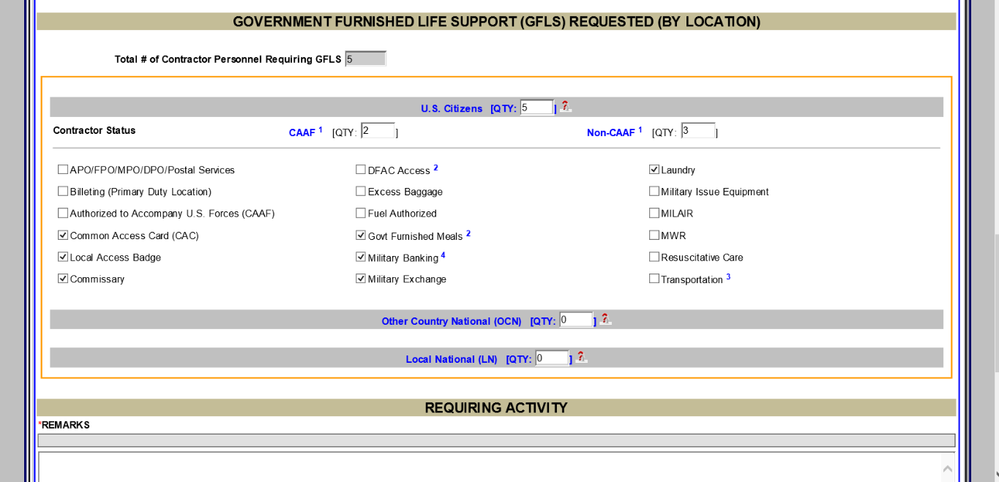 GOVERNMENT FURNISHED LIFE SUPPORT (GFLS) REQUESTED (BY LOCATION)
Total # of Contractor Personnel Requiring GFLS 5
U.S. Citizens [QTY: 5 ] ?
Contractor Status CAAF 1 [QTY: 2 ] Non-CAAF 1 [QTY: 3 ]
APO/FPO/MPO/DPO/Postal Services DFAC Access 2 Laundry
Billeting (Primary Duty Location) Excess Baggage Military Issue Equipment
Authorized to Accompany U.S. Forces (CAAF) Fuel Authorized MILAIR
Common Access Card (CAC) Govt Furnished Meals 2 MWR
Local Access Badge Military Banking 4 Resuscitative Care
Commissary Military Exchange Transportation 3
Other Country National (OCN) [QTY: 0 ] ?
Local National (LN) [QTY: 0 ] ?
REQUIRING ACTIVITY
*REMARKS